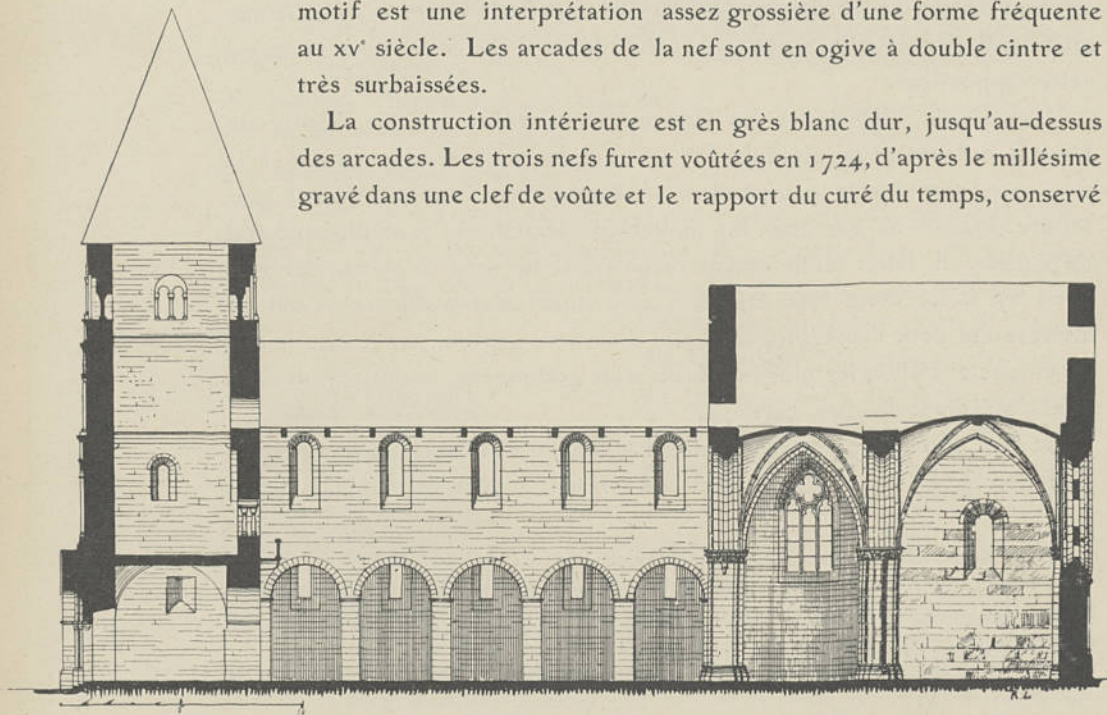 motif est une interprétation assez grossière d'une forme fréquente
au xvᵉ siècle. Les arcades de la nef sont en ogive à double cintre et
très surbaissées.
La construction intérieure est en grès blanc dur, jusqu'au-dessus
des arcades. Les trois nefs furent voûtées en 1724, d'après le millésime
gravé dans une clef de voûte et le rapport du curé du temps, conservé